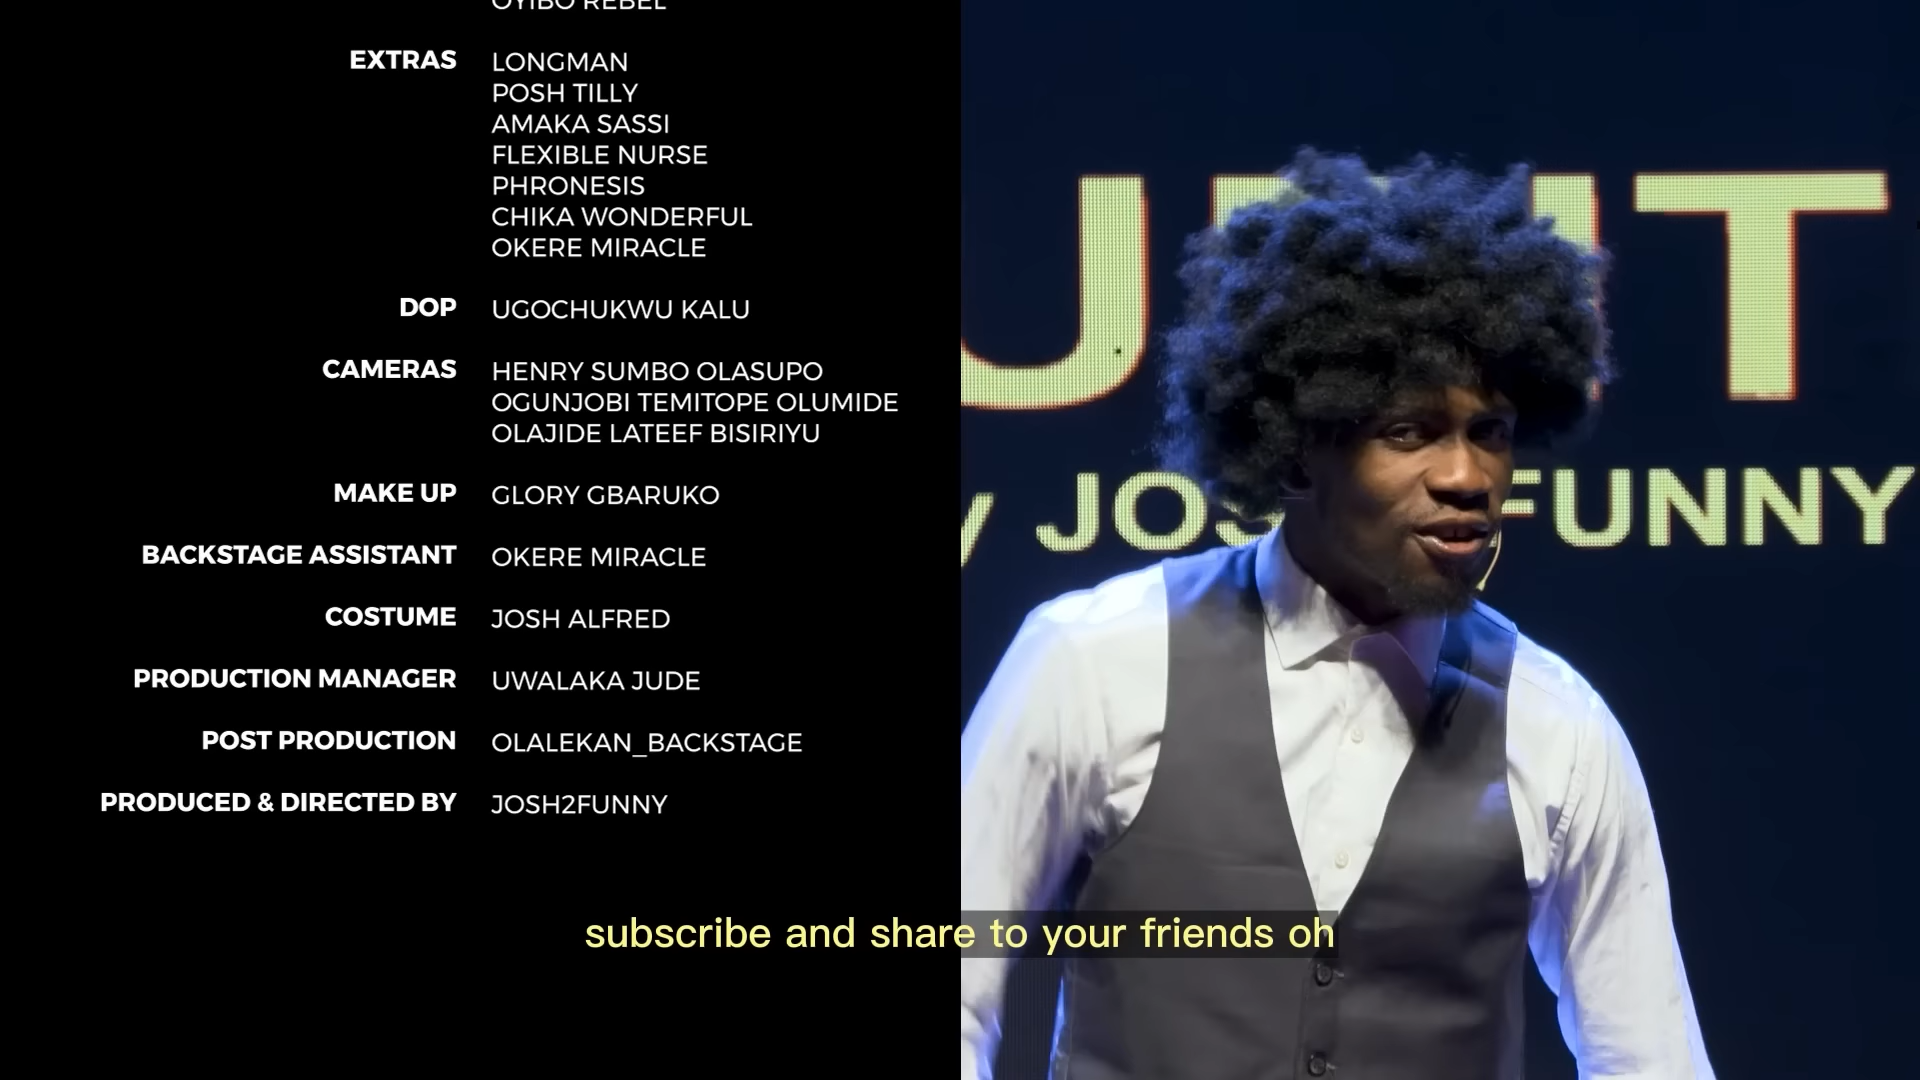 OYIBO REBEL
EXTRAS LONGMAN
POSH TILLY
AMAKA SASSI
FLEXIBLE NURSE
PHRONESIS
CHIKA WONDERFUL
OKERE MIRACLE
DOP UGOCHUKWU KALU
CAMERAS HENRY SUMBO OLASUPO
OGUNJOBI TEMITOPE OLUMIDE
OLAJIDE LATEEF BISIRIYU
MAKE UP GLORY GBARUKO
BACKSTAGE ASSISTANT OKERE MIRACLE
COSTUME JOSH ALFRED
PRODUCTION MANAGER UWALAKA JUDE
POST PRODUCTION OLALEKAN_BACKSTAGE
PRODUCED & DIRECTED BY JOSH2FUNNY
FUNNY
subscribe and share to your friends oh